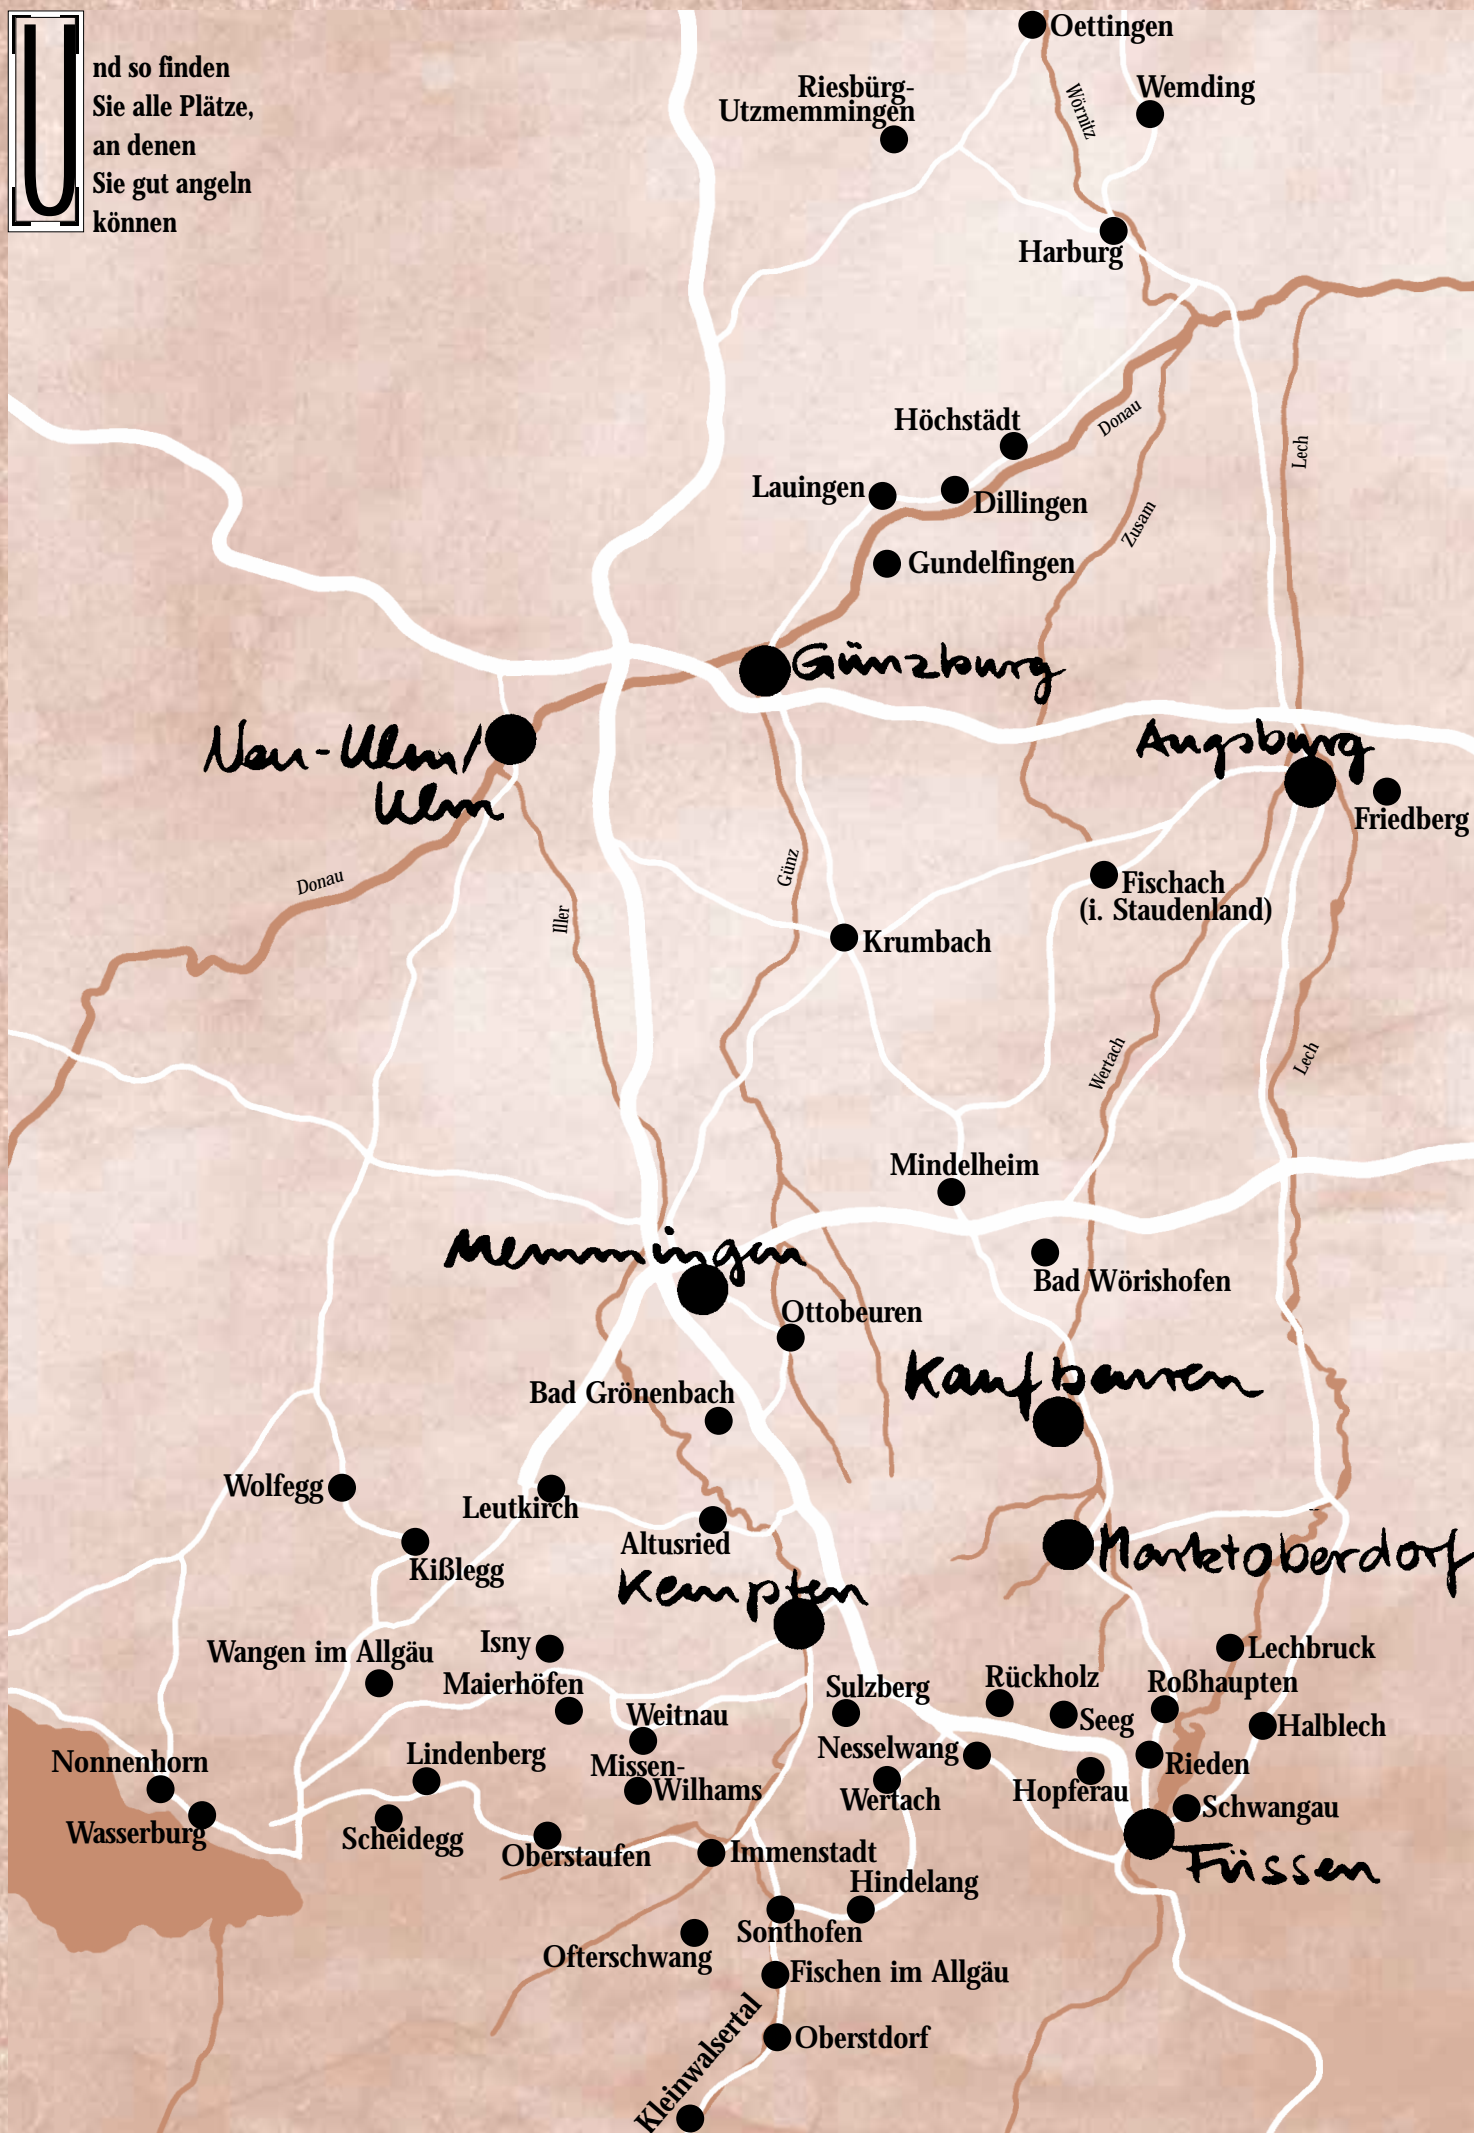 Und so finden
Sie alle Plätze,
an denen
Sie gut angeln
können
Oettingen
Riesbürg-
Utzmemmingen
Wörnitz
Wemding
Harburg
Höchstädt
Donau
Lech
Lauingen
Dillingen
Zusam
Gundelfingen
Günzburg
Neu-Ulm/
Ulm
Augsburg
Friedberg
Donau
Iller
Günz
Fischach
(i. Staudenland)
Krumbach
Wertach
Lech
Mindelheim
Memmingen
Bad Wörishofen
Ottobeuren
Kaufbeuren
Bad Grönenbach
Wolfegg
Leutkirch
Altusried
Kißlegg
Marktoberdorf
Kempten
Wangen im Allgäu
Isny
Maierhöfen
Lechbruck
Sulzberg
Rückholz
Roßhaupten
Weitnau
Seeg
Halblech
Nonnenhorn
Lindenberg
Missen-
Wilhams
Nesselwang
Rieden
Wertach
Hopferau
Schwangau
Wasserburg
Scheidegg
Oberstaufen
Immenstadt
Füssen
Hindelang
Sonthofen
Ofterschwang
Fischen im Allgäu
Oberstdorf
Kleinwalsertal